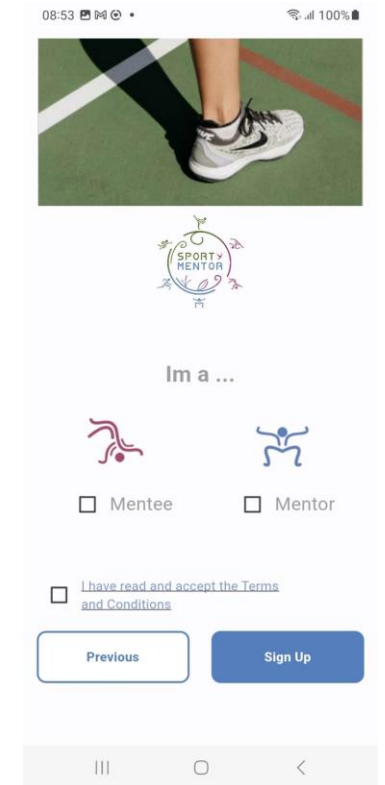 08:53
100%
SPORTY
MENTOR
Im a ...
Mentee
Mentor
I have read and accept the Terms
and Conditions
Previous
Sign Up